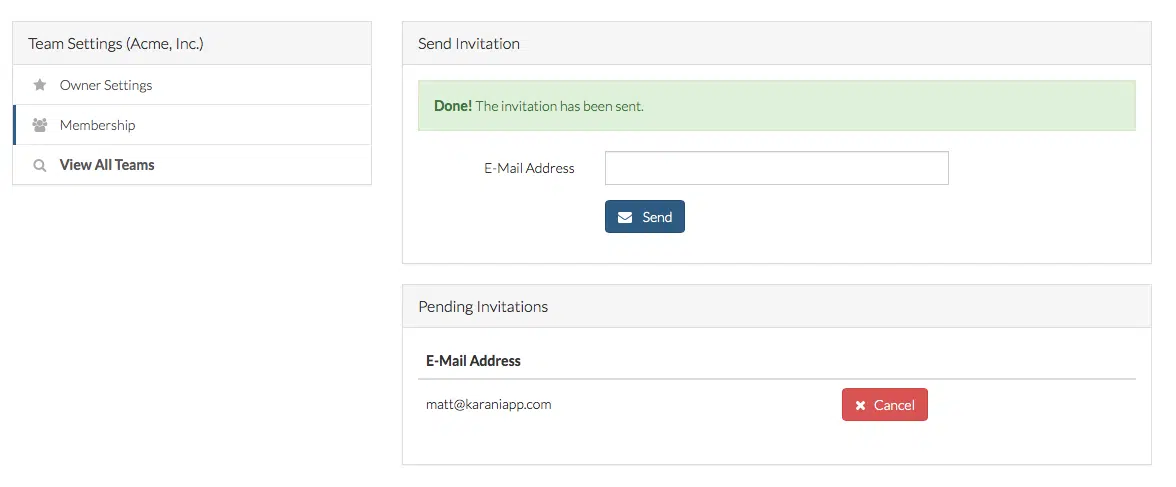 Team Settings (Acme, Inc.)
Owner Settings
Membership
View All Teams
Send Invitation
Done! The invitation has been sent.
E-Mail Address
Send
Pending Invitations
E-Mail Address
matt@karaniapp.com
Cancel